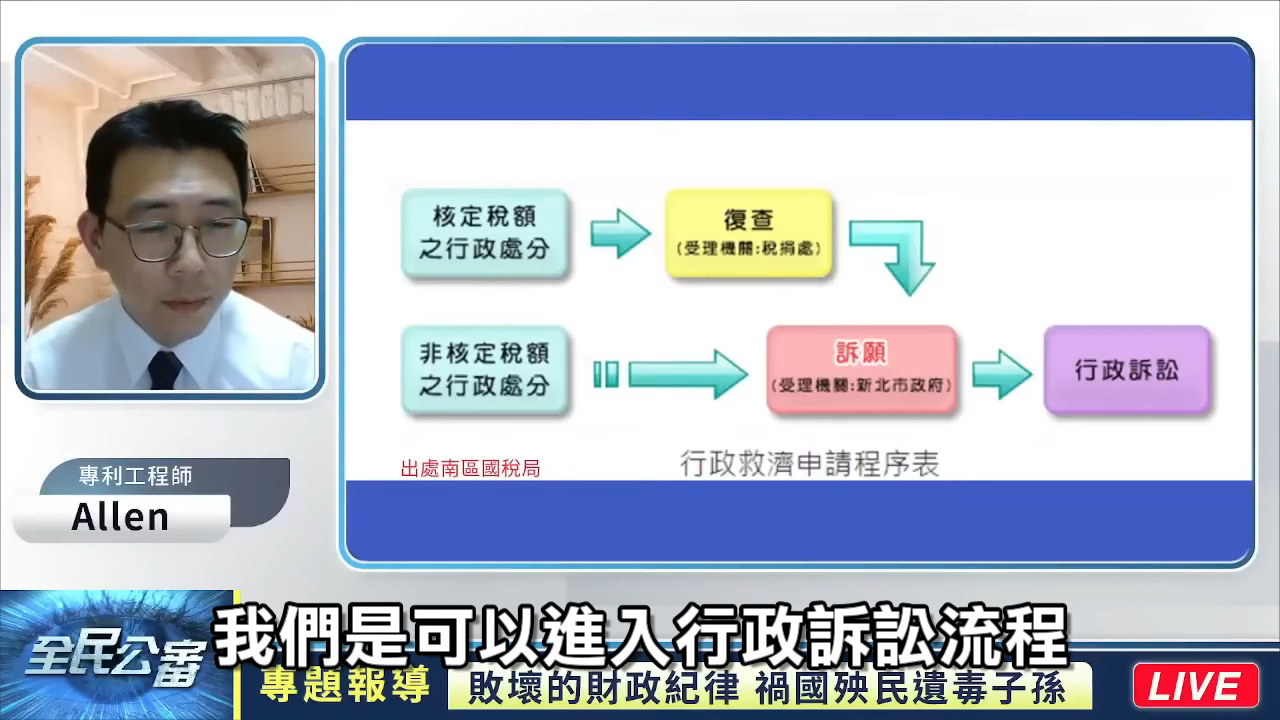 核定稅額
之行政處分
復查
(受理機關:稅捐處)
非核定稅額
之行政處分
訴願
(受理機關:新北市政府)
行政訴訟
出處南區國稅局
行政救濟申請程序表
專利工程師
Allen
全民公審
我們是可以進入行政訴訟流程
專題報導
敗壞的財政紀律 禍國殃民遺毒子孫
LIVE